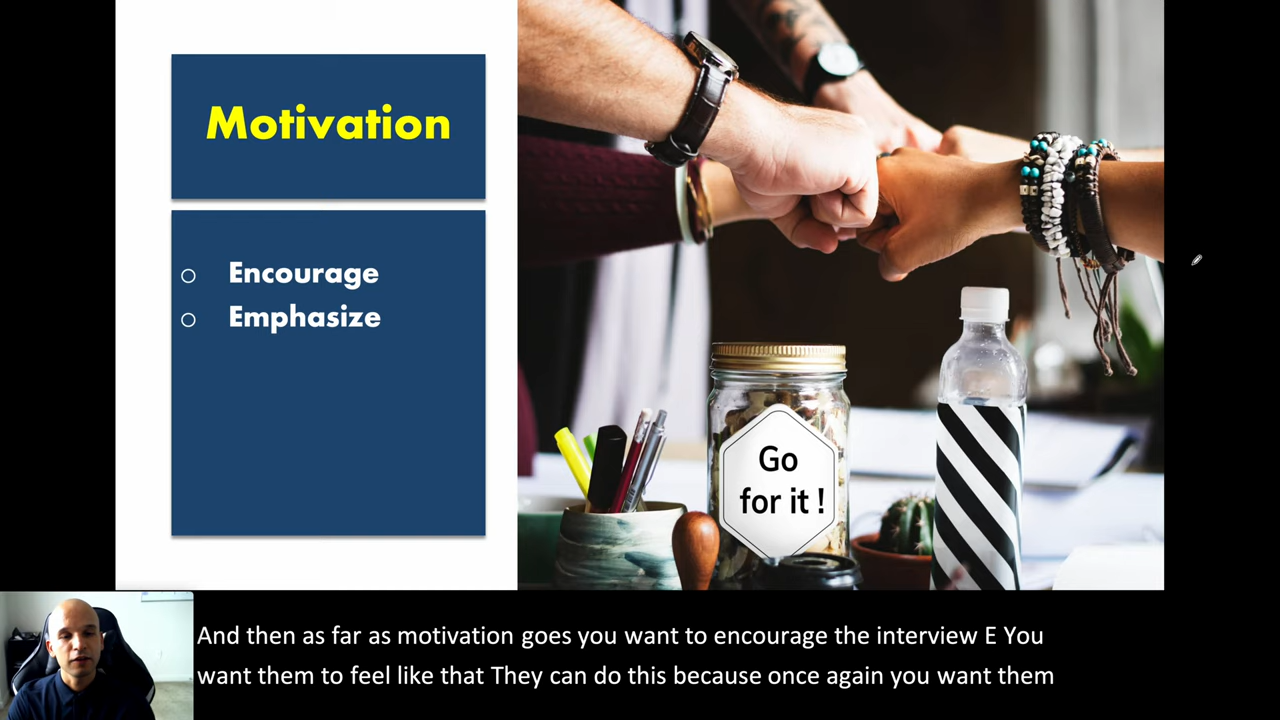 Motivation
o Encourage
o Emphasize
Go
for it !
And then as far as motivation goes you want to encourage the interview E You
want them to feel like that They can do this because once again you want them